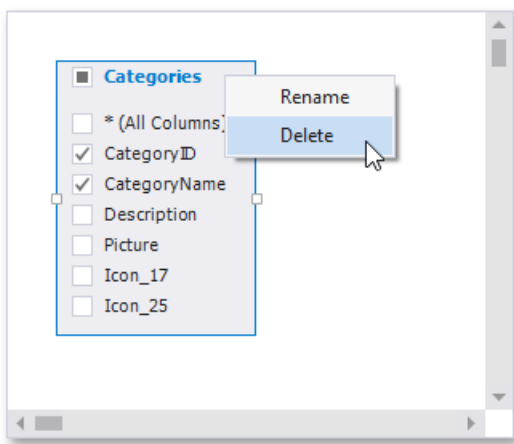 Categories
Rename
* (All Columns)
Delete
CategoryID
CategoryName
Description
Picture
Icon_17
Icon_25